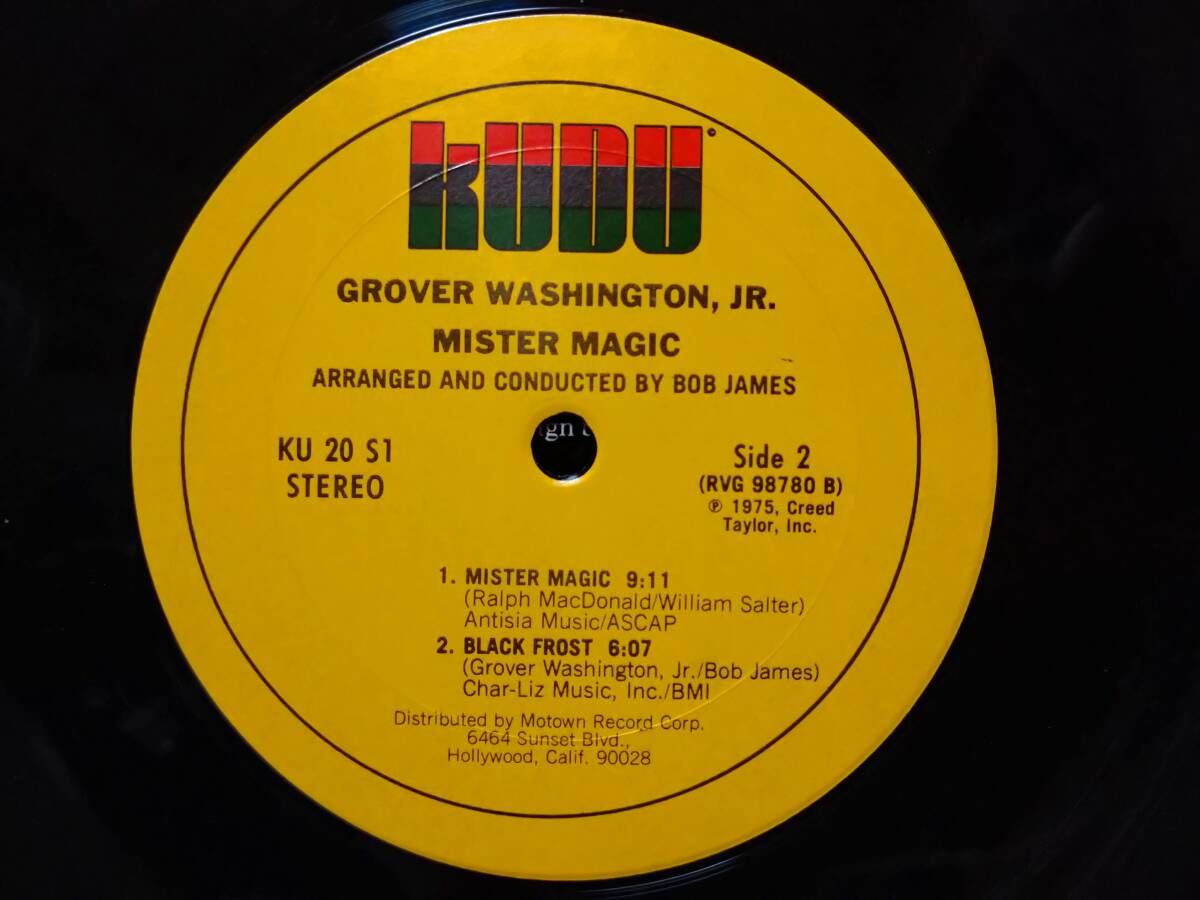 KUDU
GROVER WASHINGTON, JR.
MISTER MAGIC
ARRANGED AND CONDUCTED BY BOB JAMES
KU 20 S1
STEREO
gn
Side 2
(RVG 98780 B)
℗ 1975, Creed
Taylor, Inc.
1. MISTER MAGIC 9:11
(Ralph MacDonald/William Salter)
Antisia Music/ASCAP
2. BLACK FROST 6:07
(Grover Washington, Jr./Bob James)
Char-Liz Music, Inc./BMI
Distributed by Motown Record Corp.
6464 Sunset Blvd.,
Hollywood, Calif. 90028